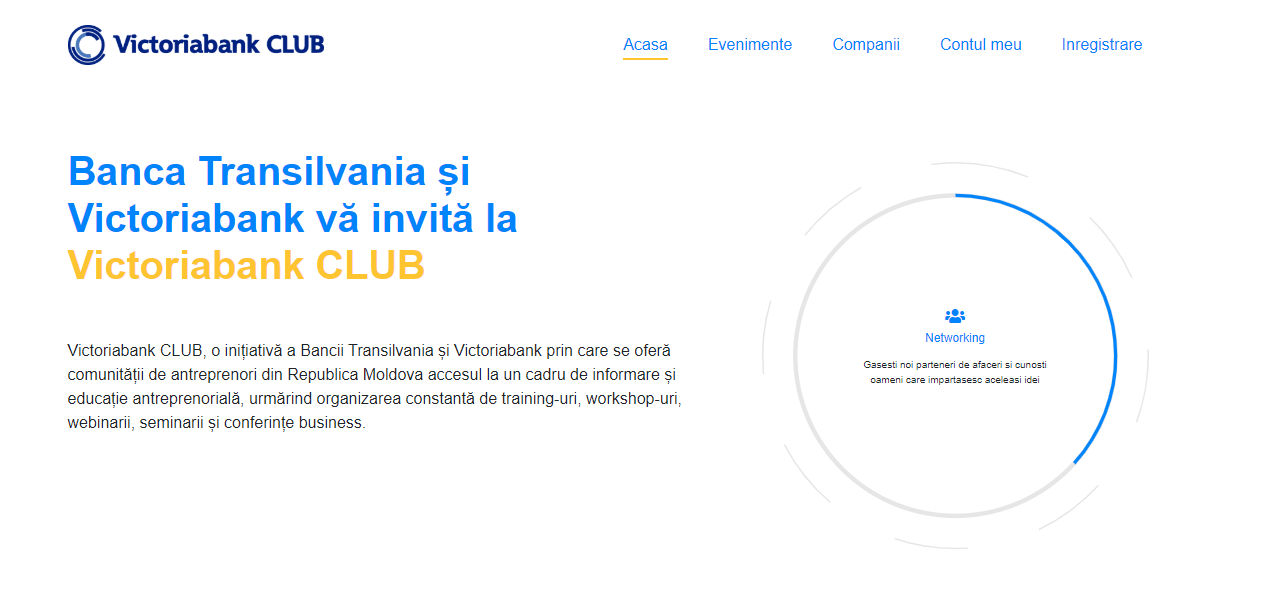 Victoriabank CLUB
Acasa Evenimente Companii Contul meu Inregistrare
Banca Transilvania și
Victoriabank vă invită la
Victoriabank CLUB
Victoriabank CLUB, o inițiativă a Bancii Transilvania și Victoriabank prin care se oferă
comunității de antreprenori din Republica Moldova accesul la un cadru de informare și
educație antreprenorială, urmărind organizarea constantă de training-uri, workshop-uri,
webinarii, seminarii și conferințe business.
Networking
Gasesti noi parteneri de afaceri si cunosti
oameni care impartasesc aceleasi idei